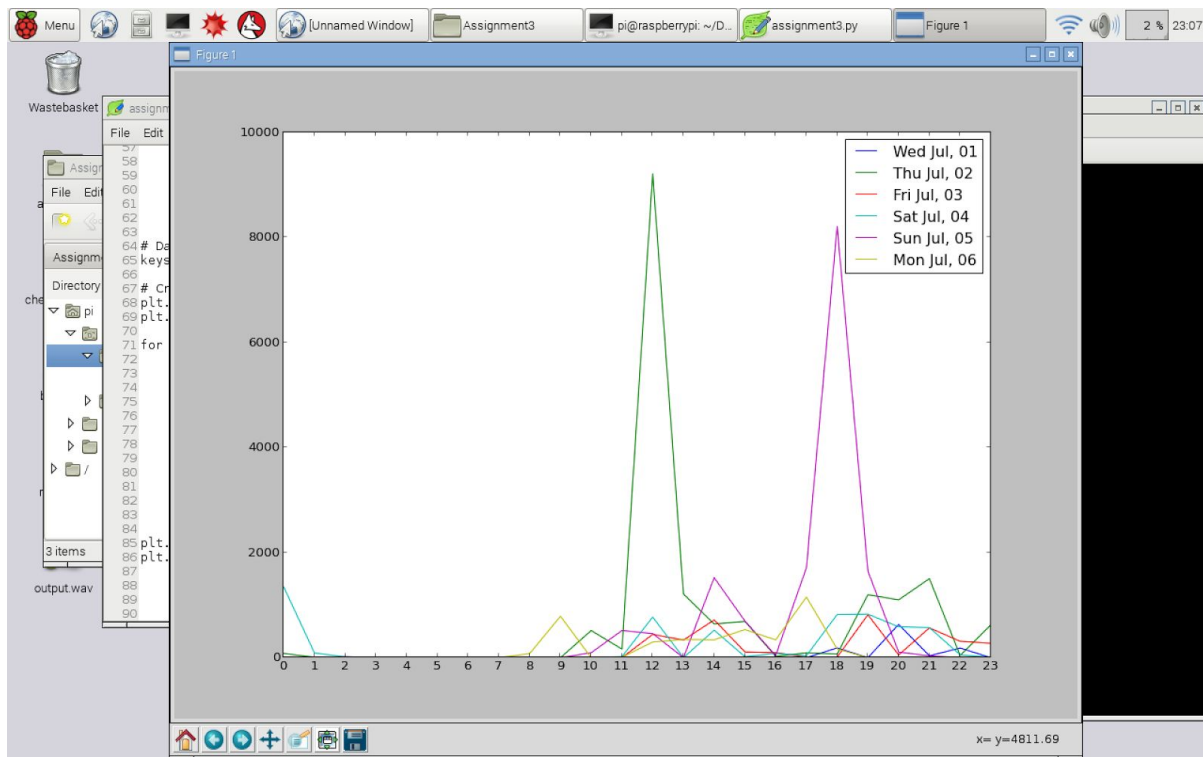 Menu
[Unnamed Window]
Assignment3
pi@raspberrypi: ~/D...
assignment3.py
Figure 1
2 %
23:07
Figure 1
Wastebasket
assignm
File Edit
57
58
59
60
61
62
63
64 # Da
65 keys
66
67 # Cr
68 plt.
69 plt.
70
71 for
72
73
74
75
76
77
78
79
80
81
82
83
84
85 plt.
86 plt.
87
88
89
90
Assign
File Edit
Assignm
Directory
pi
/
3 items
che
output.wav
10000
8000
6000
4000
2000
0
0 1 2 3 4 5 6 7 8 9 10 11 12 13 14 15 16 17 18 19 20 21 22 23
Wed Jul, 01
Thu Jul, 02
Fri Jul, 03
Sat Jul, 04
Sun Jul, 05
Mon Jul, 06
x= y=4811.69